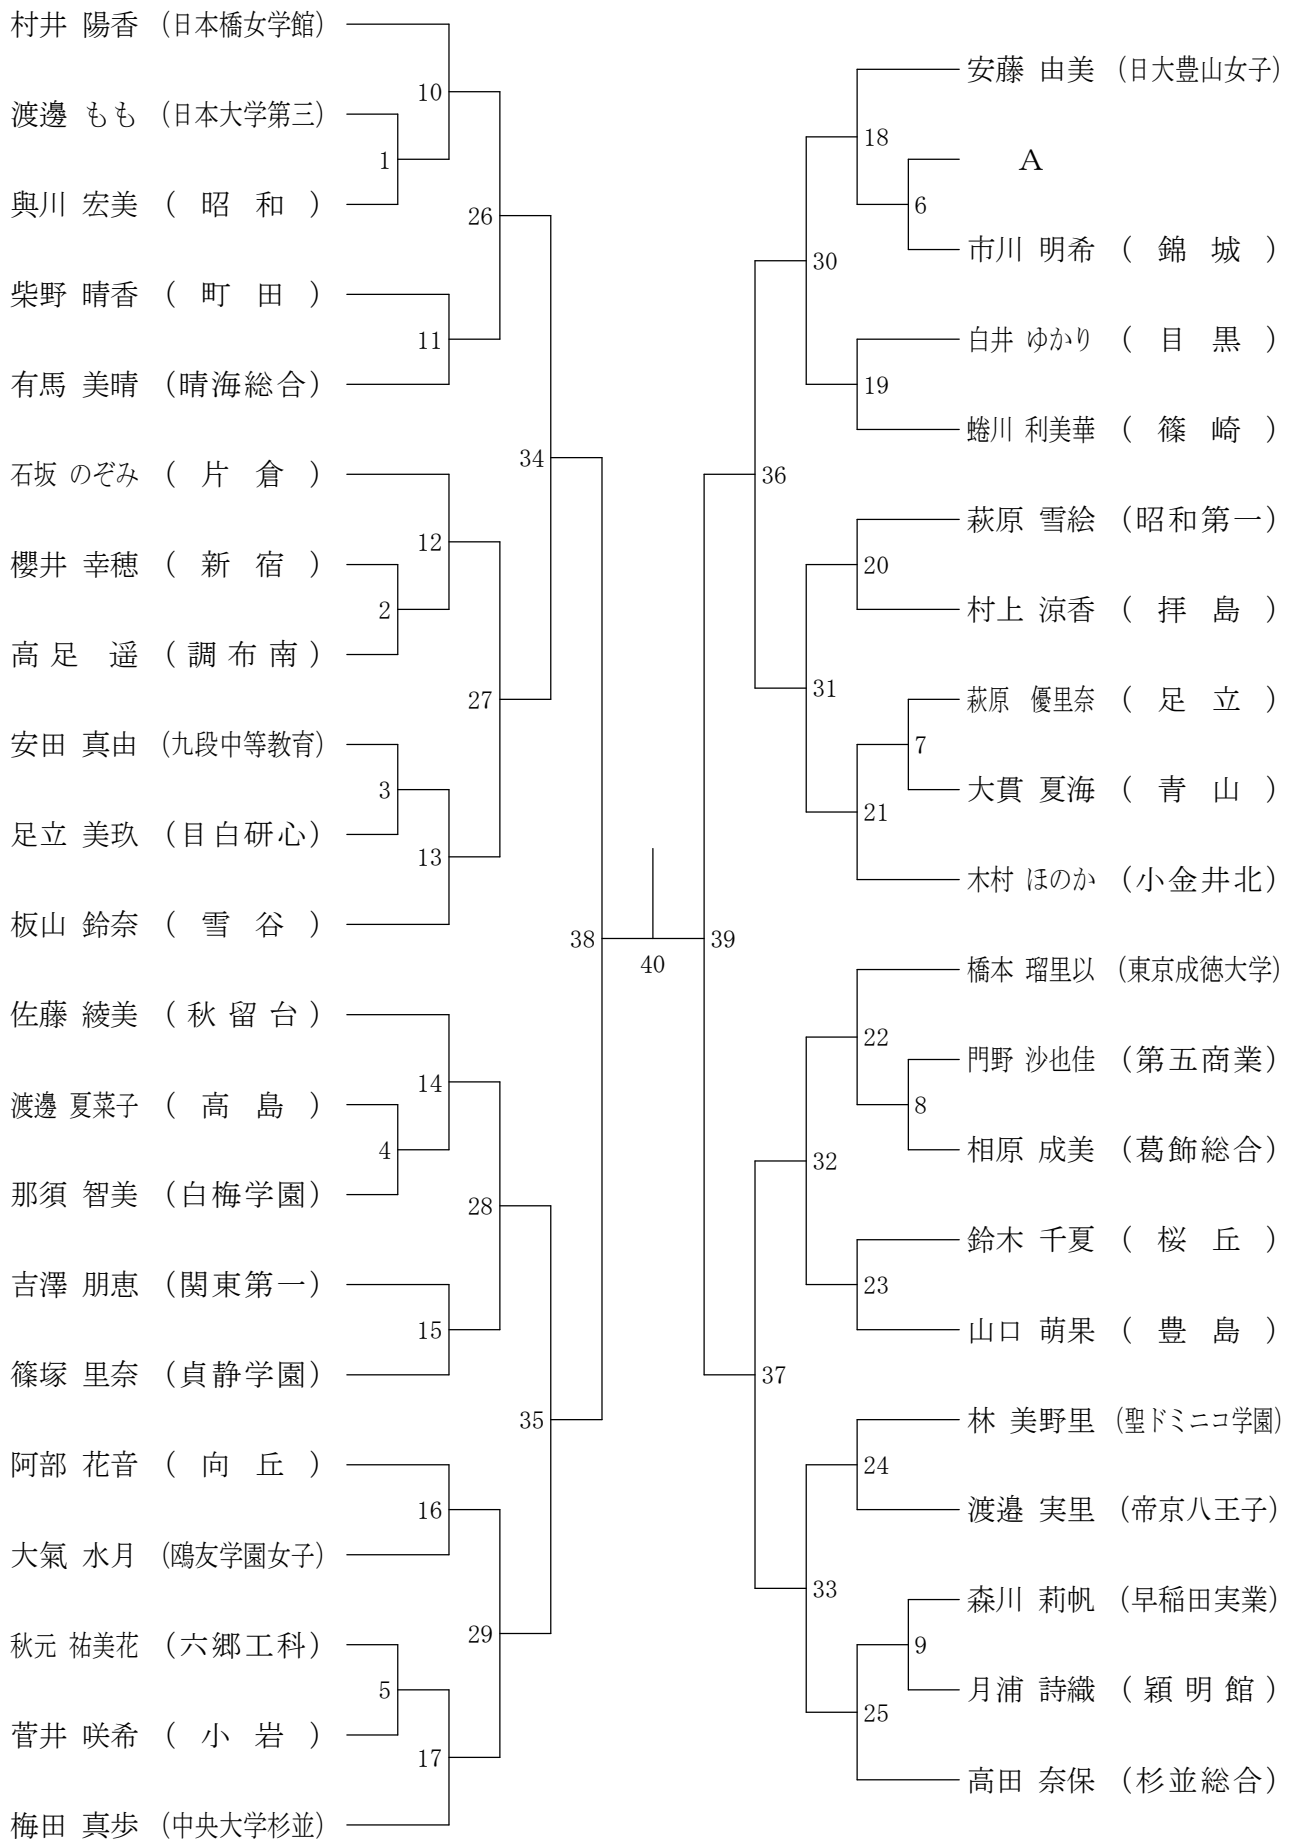 村井 陽香 (日本橋女学館)
渡邊 もも (日本大学第三)
與川 宏美 ( 昭 和 )
柴野 晴香 ( 町 田 )
有馬 美晴 (晴海総合)
石坂 のぞみ ( 片 倉 )
櫻井 幸穂 ( 新 宿 )
高足 遥 (調布南)
安田 真由 (九段中等教育)
足立 美玖 (目白研心)
板山 鈴奈 ( 雪 谷 )
佐藤 綾美 (秋留台)
渡邊 夏菜子 ( 高 島 )
那須 智美 (白梅学園)
吉澤 朋恵 (関東第一)
篠塚 里奈 (貞静学園)
阿部 花音 ( 向 丘 )
大氣 水月 (鴎友学園女子)
秋元 祐美花 (六郷工科)
菅井 咲希 ( 小 岩 )
梅田 真歩 (中央大学杉並)
1
2
3
4
5
10
11
12
13
14
15
16
17
26
27
28
29
34
35
38
40
39
36
37
30
31
32
33
18
19
20
21
22
23
24
25
6
7
8
9
安藤 由美 (日大豊山女子)
A
市川 明希 ( 錦 城 )
白井 ゆかり ( 目 黒 )
蜷川 利美華 ( 篠 崎 )
萩原 雪絵 (昭和第一)
村上 涼香 ( 拝 島 )
萩原 優里奈 ( 足 立 )
大貫 夏海 ( 青 山 )
木村 ほのか (小金井北)
橋本 瑠里以 (東京成徳大学)
門野 沙也佳 (第五商業)
相原 成美 (葛飾総合)
鈴木 千夏 ( 桜 丘 )
山口 萌果 ( 豊 島 )
林 美野里 (聖ドミニコ学園)
渡邉 実里 (帝京八王子)
森川 莉帆 (早稲田実業)
月浦 詩織 (穎明館)
高田 奈保 (杉並総合)